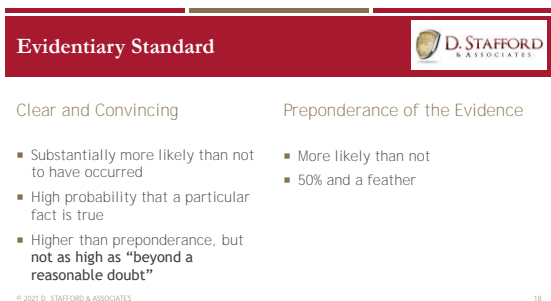 Evidentiary Standard
D. STAFFORD
& ASSOCIATES
Clear and Convincing
▪ Substantially more likely than not
to have occurred
▪ High probability that a particular
fact is true
▪ Higher than preponderance, but
not as high as “beyond a
reasonable doubt”
Preponderance of the Evidence
▪ More likely than not
▪ 50% and a feather
© 2021 D. STAFFORD & ASSOCIATES
18